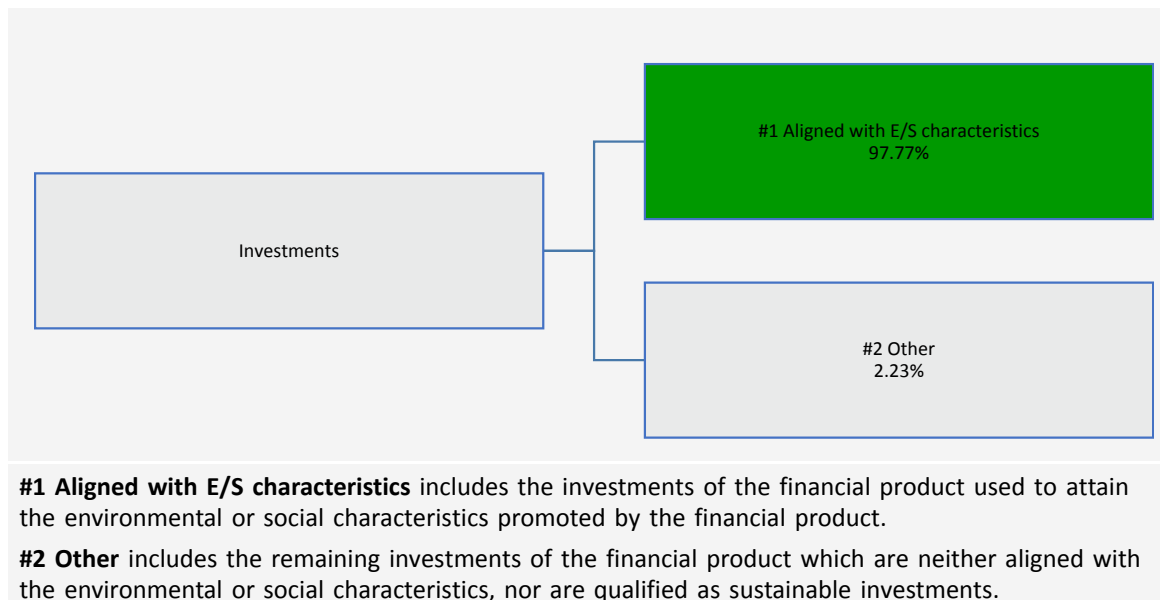 #1 Aligned with E/S characteristics
97.77%
Investments
#2 Other
2.23%
#1 Aligned with E/S characteristics includes the investments of the financial product used to attain
the environmental or social characteristics promoted by the financial product.
#2 Other includes the remaining investments of the financial product which are neither aligned with
the environmental or social characteristics, nor are qualified as sustainable investments.